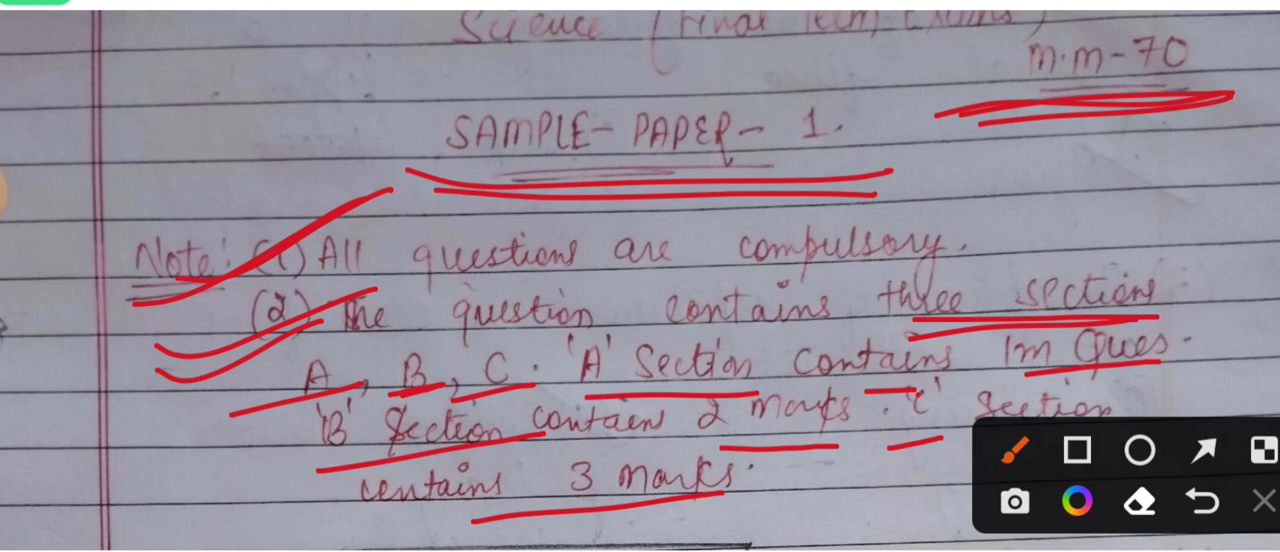 Science (Final Term Exams)
M.M-70
SAMPLE-PAPER-1.
Note: (1) All questions are compulsory.
(2) The question contains three sections
A, B, C. 'A' Section contains 1m Ques.
'B' Section contains 2 marks. 'C' Section
contains 3 marks.